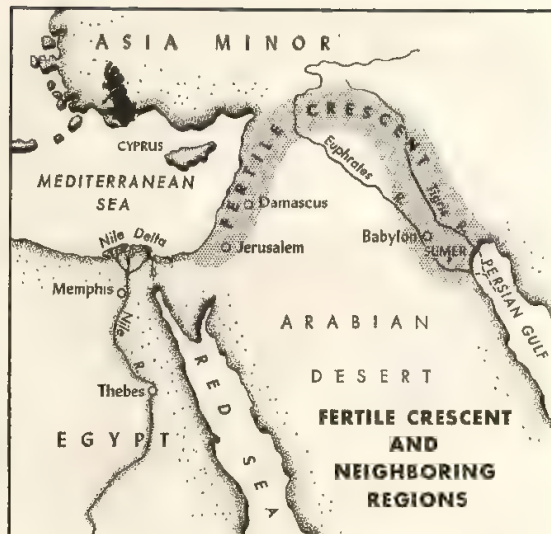 ASIA MINOR
CYPRUS
MEDITERRANEAN
SEA
FERTILE CRESCENT
Euphrates R.
Tigris R.
Damascus
Jerusalem
Babylon
SUMER
PERSIAN GULF
Nile Delta
Memphis
Nile R.
Thebes
EGYPT
RED SEA
ARABIAN
DESERT
FERTILE CRESCENT
AND
NEIGHBORING
REGIONS